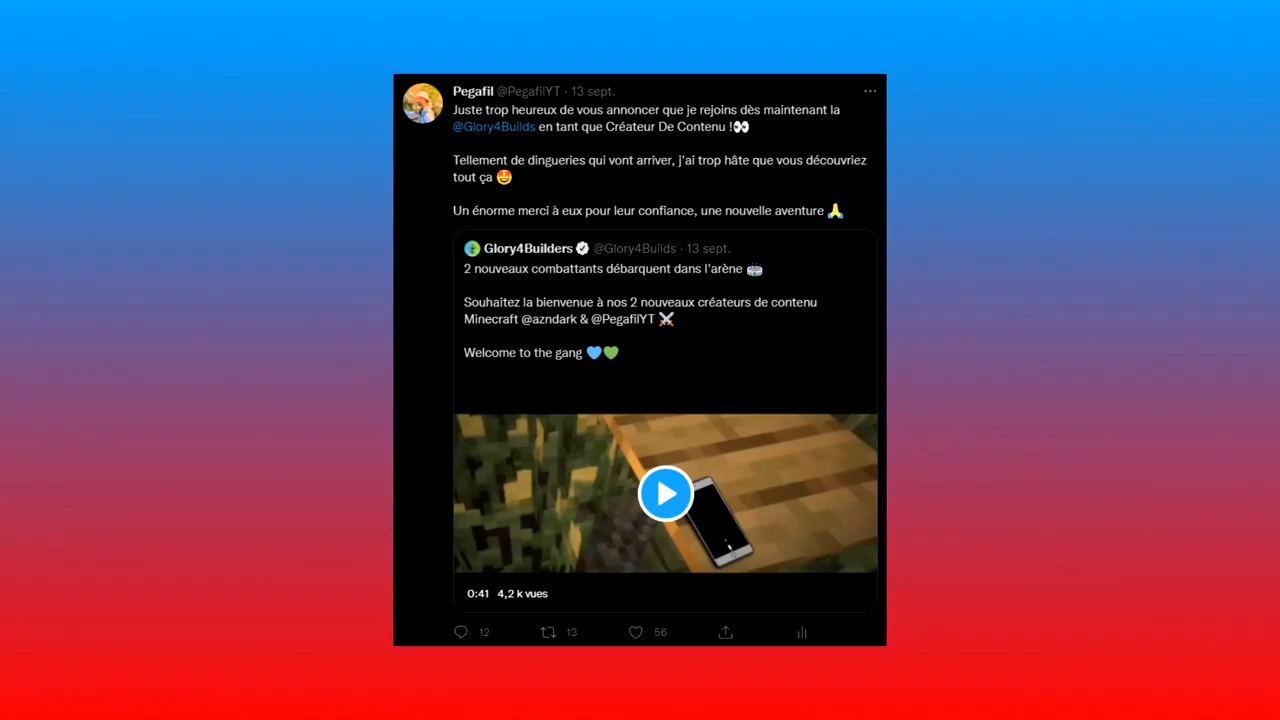 Pegafil @PegafilYT · 13 sept.
Juste trop heureux de vous annoncer que je rejoins dès maintenant la
@Glory4Builds en tant que Créateur De Contenu !👀
Tellement de dingueries qui vont arriver, j'ai trop hâte que vous découvriez
tout ça 🤩
Un énorme merci à eux pour leur confiance, une nouvelle aventure 🙏
Glory4Builders @Glory4Builds · 13 sept.
2 nouveaux combattants débarquent dans l'arène 🏟️
Souhaitez la bienvenue à nos 2 nouveaux créateurs de contenu
Minecraft @azndark & @PegafilYT ⚔️
Welcome to the gang 💙💚
0:41 4,2 k vues
12 13 56